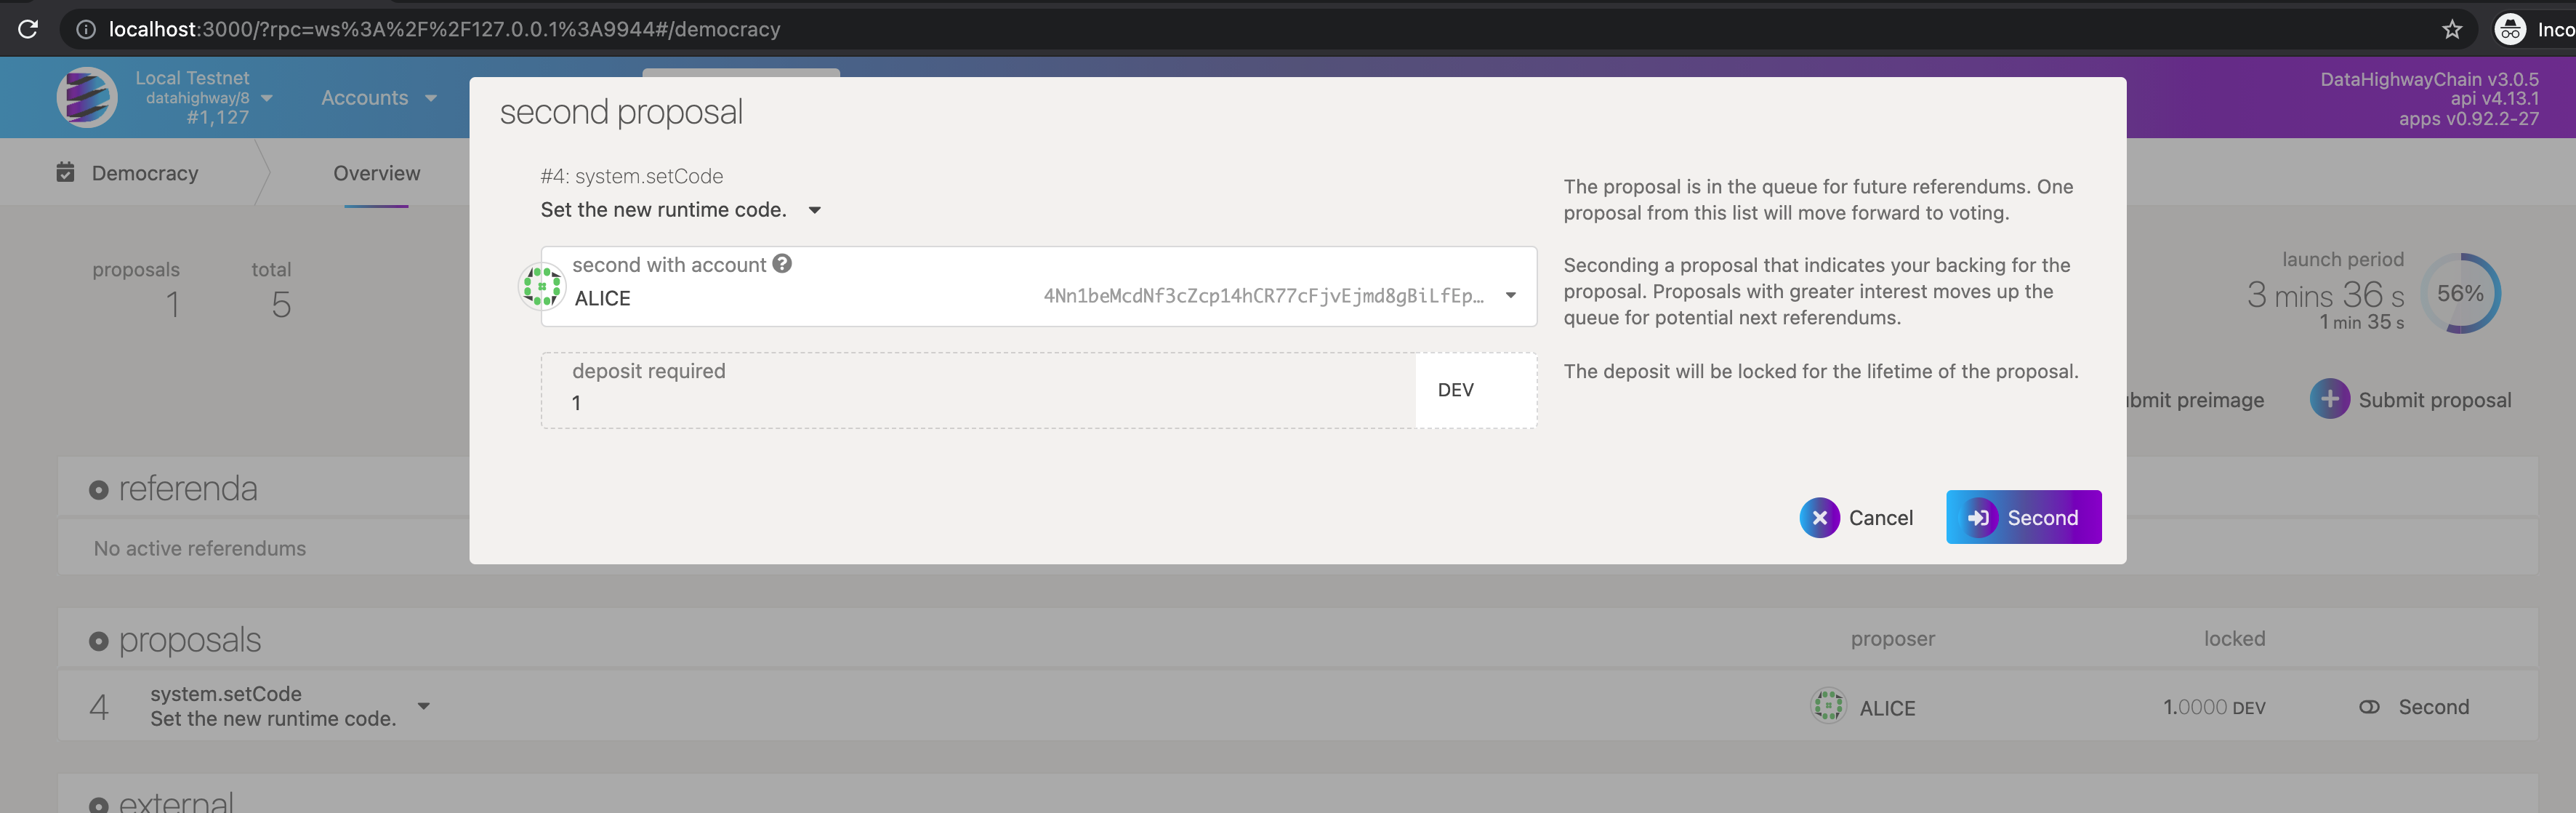 localhost:3000/?rpc=ws%3A%2F%2F127.0.0.1%3A9944#/democracy
Inco
Local Testnet
datahighway/8
#1,127
Accounts
DataHighwayChain v3.0.5
api v4.13.1
apps v0.92.2-27
Democracy
Overview
second proposal
#4: system.setCode
Set the new runtime code.
second with account
ALICE
4Nn1beMcdNf3cZcp14hCR77cFjvEjmd8gBiLfEp...
deposit required
1
DEV
The proposal is in the queue for future referendums. One
proposal from this list will move forward to voting.
Seconding a proposal that indicates your backing for the
proposal. Proposals with greater interest moves up the
queue for potential next referendums.
The deposit will be locked for the lifetime of the proposal.
Cancel
Second
proposals
1
total
5
launch period
3 mins 36 s
1 min 35 s
56%
ubmit preimage
Submit proposal
referenda
No active referendums
proposals
proposer
locked
4
system.setCode
Set the new runtime code.
ALICE
1.0000 DEV
Second
external